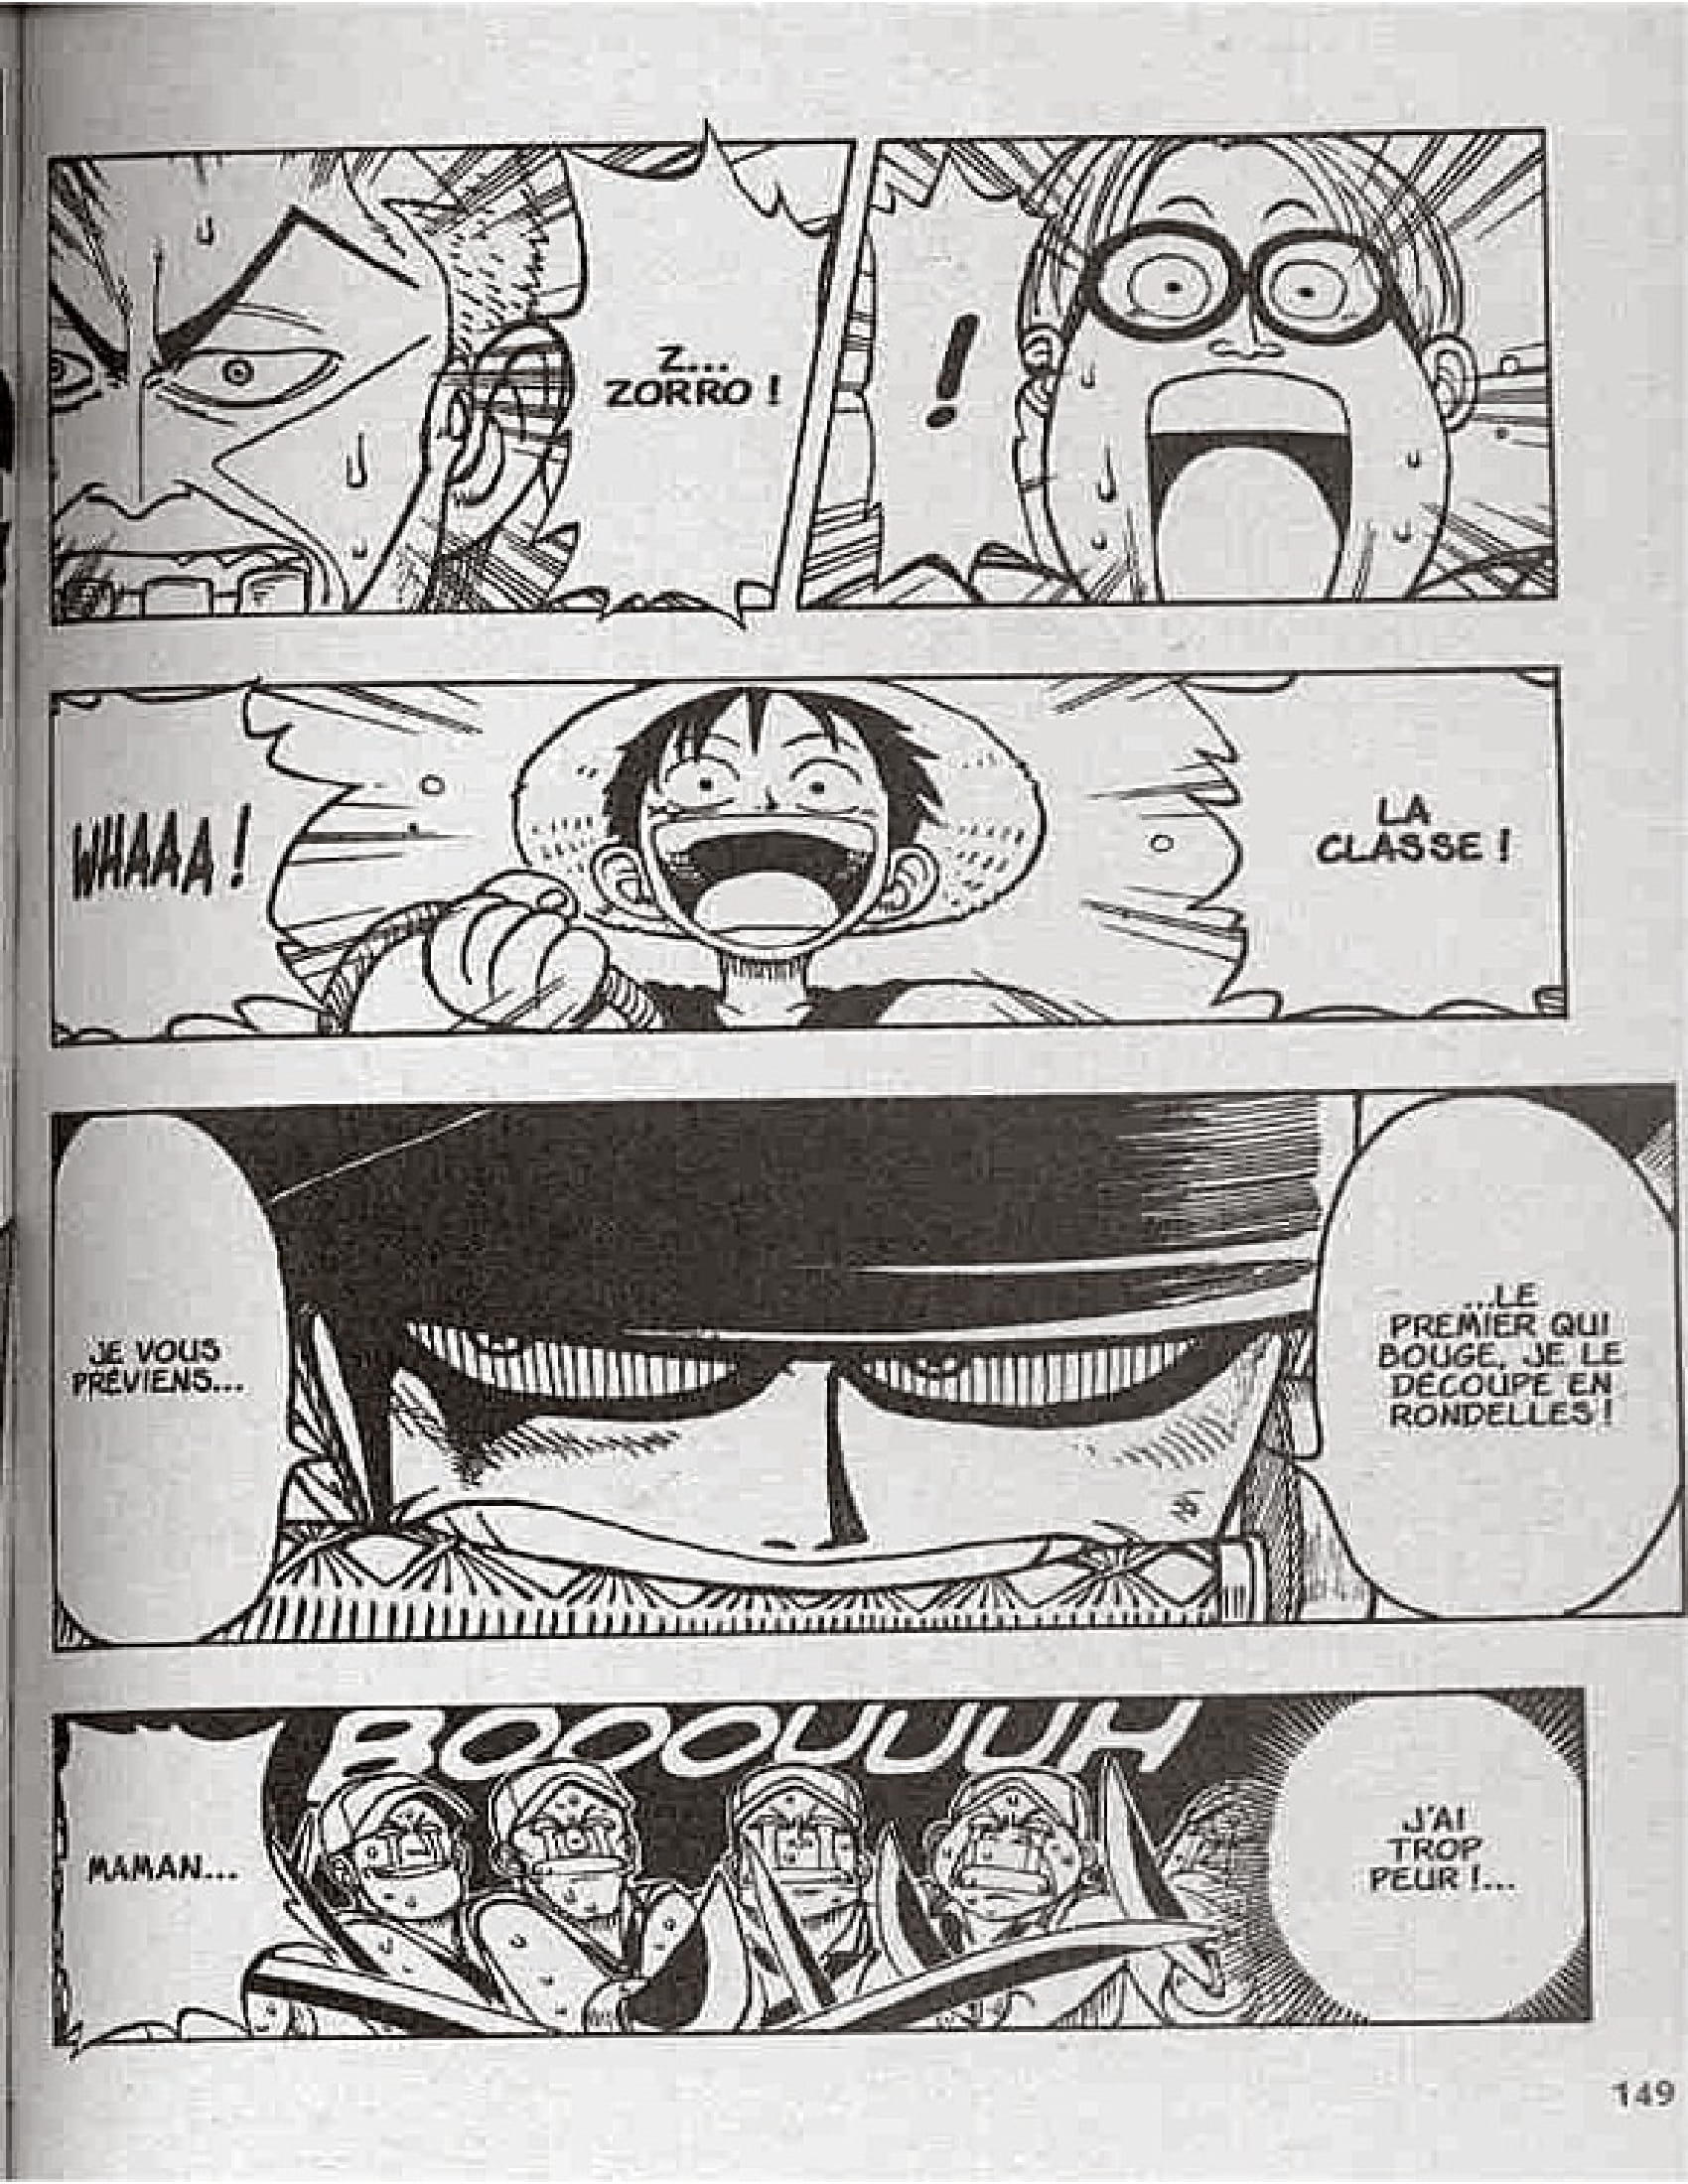 Z...
ZORRO !
!
WHAAA !
LA
CLASSE !
JE VOUS
PRÉVIENS...
...LE
PREMIER QUI
BOUGE, JE LE
DÉCOUPE EN
RONDELLES !
MAMAN...
BOOOUUUH
J'AI
TROP
PEUR !...
149